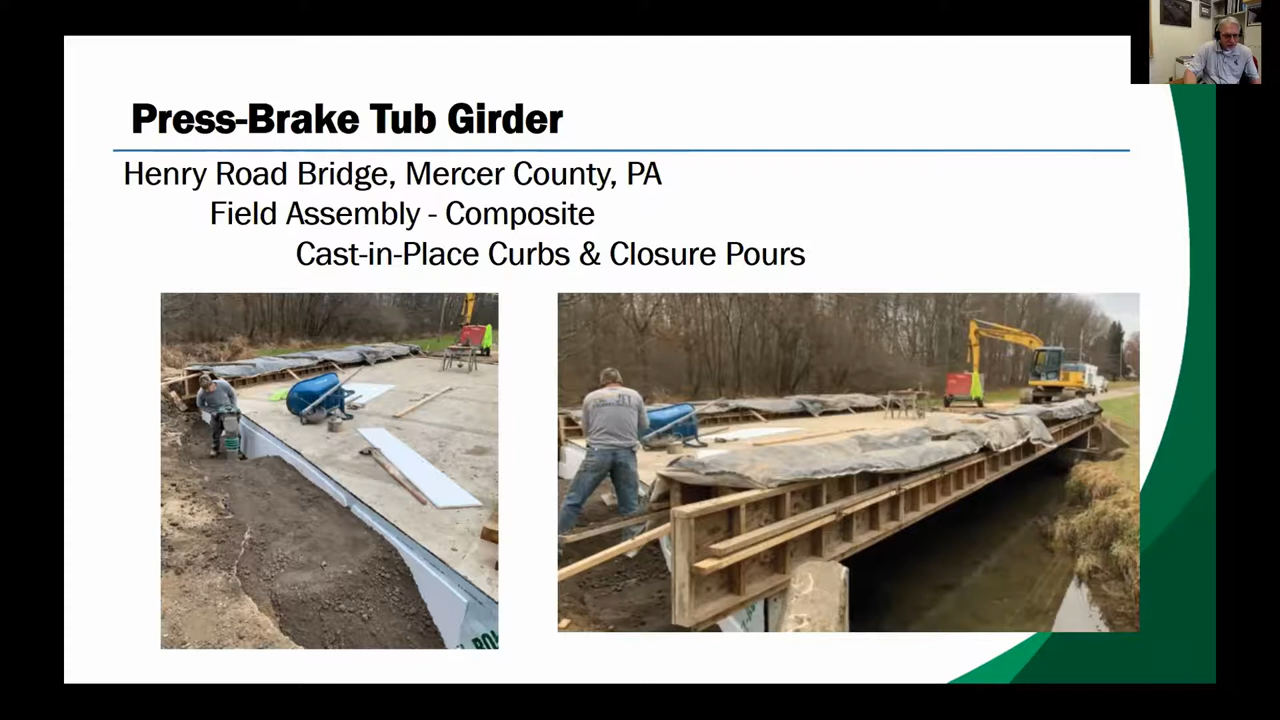 Press-Brake Tub Girder
Henry Road Bridge, Mercer County, PA
Field Assembly - Composite
Cast-in-Place Curbs & Closure Pours
JET